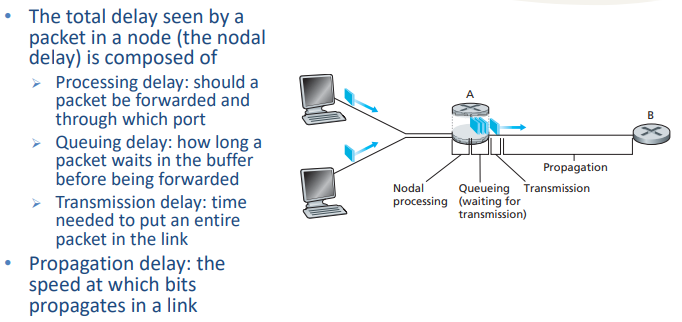 • The total delay seen by a
packet in a node (the nodal
delay) is composed of
➢ Processing delay: should a
packet be forwarded and
through which port
➢ Queuing delay: how long a
packet waits in the buffer
before being forwarded
➢ Transmission delay: time
needed to put an entire
packet in the link
• Propagation delay: the
speed at which bits
propagates in a link
A
B
Propagation
Nodal
processing
Queueing
(waiting for
transmission)
Transmission